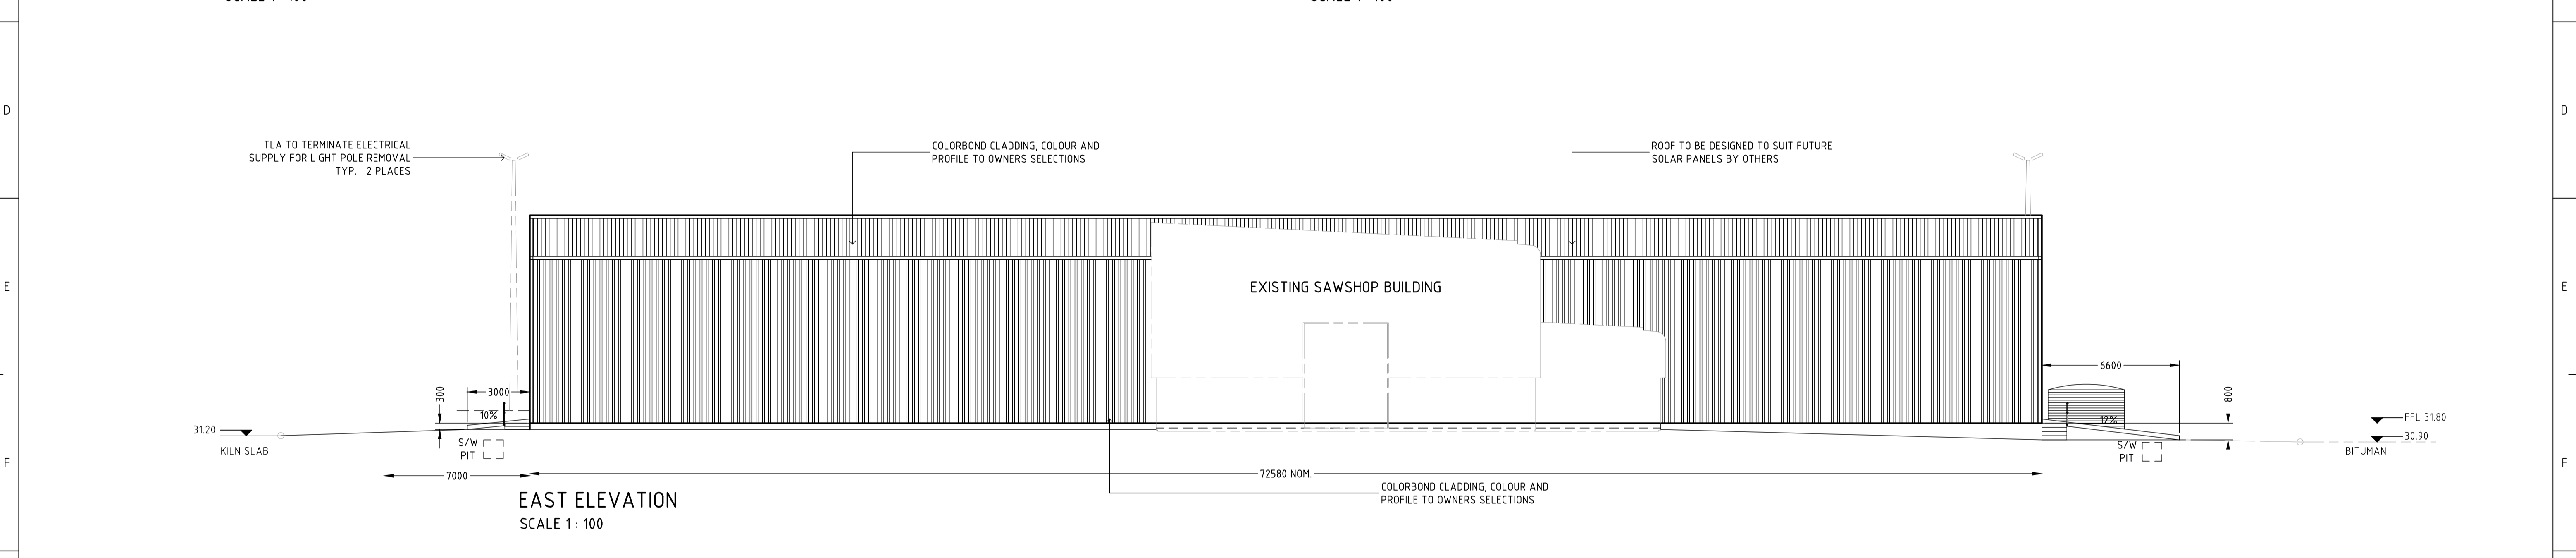 D
D
TLA TO TERMINATE ELECTRICAL
SUPPLY FOR LIGHT POLE REMOVAL
TYP. 2 PLACES
COLORBOND CLADDING, COLOUR AND
PROFILE TO OWNERS SELECTIONS
ROOF TO BE DESIGNED TO SUIT FUTURE
SOLAR PANELS BY OTHERS
E
EXISTING SAWSHOP BUILDING
E
6600
300
3000
800
10%
12%
FFL 31.80
31.20
30.90
KILN SLAB
S/W
PIT
S/W
PIT
BITUMAN
F
F
7000
72580 NOM.
COLORBOND CLADDING, COLOUR AND
PROFILE TO OWNERS SELECTIONS
EAST ELEVATION
SCALE 1 : 100